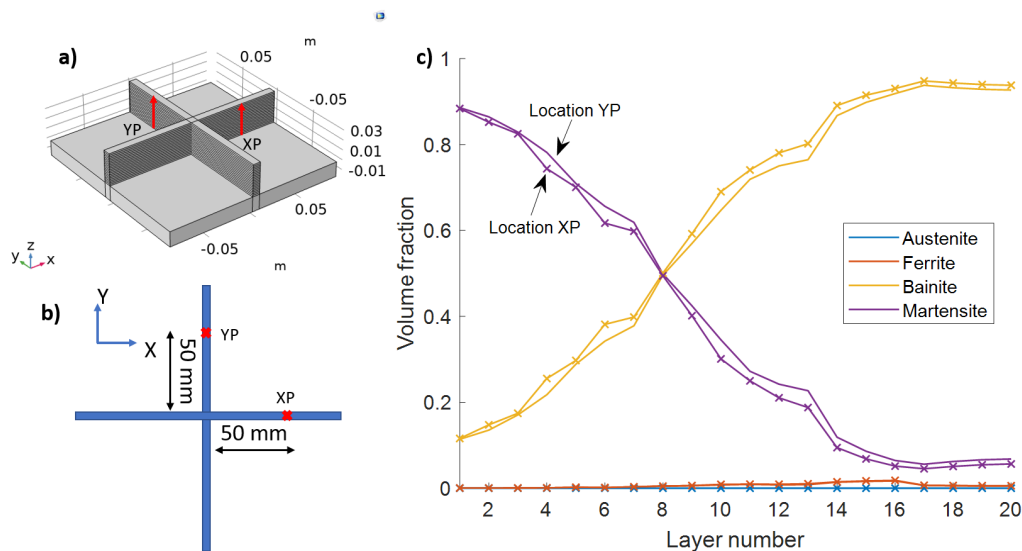 a)
m
0.05
-0.05
0.03
0.01
-0.01
0.05
-0.05
m
YP
XP
z
y
x
b)
Y
X
YP
50 mm
XP
50 mm
c)
Volume fraction
1
0.8
0.6
0.4
0.2
0
2
4
6
8
10
12
14
16
18
20
Layer number
Location YP
Location XP
Austenite
Ferrite
Bainite
Martensite